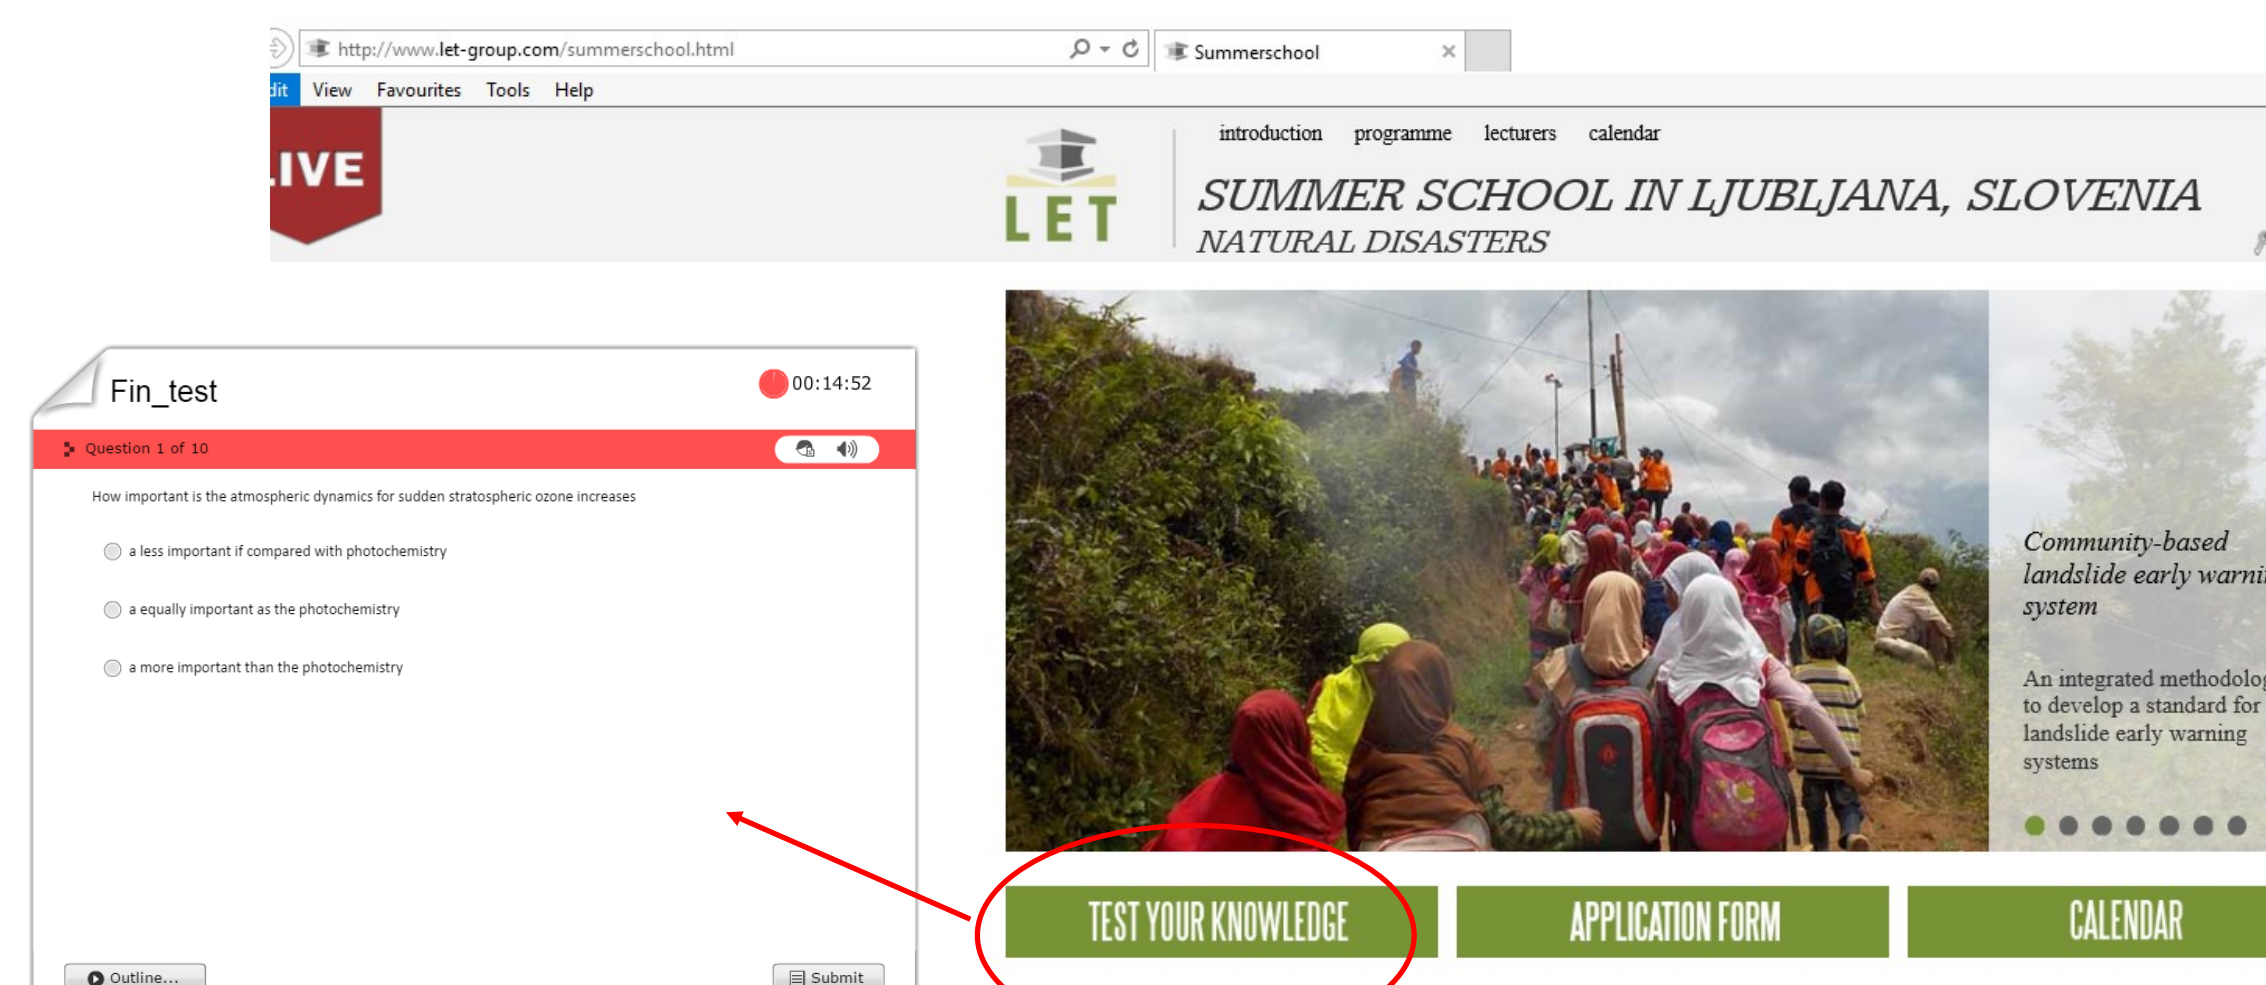 http://www.let-group.com/summerschool.html
Summerschool
View Favourites Tools Help
introduction programme lecturers calendar
LET
SUMMER SCHOOL IN LJUBLJANA, SLOVENIA
NATURAL DISASTERS
Fin_test
00:14:52
Question 1 of 10
How important is the atmospheric dynamics for sudden stratospheric ozone increases
a less important if compared with photochemistry
a equally important as the photochemistry
a more important than the photochemistry
Outline...
Submit
Community-based
landslide early
system
An integrated
to develop a standard for
landslide early warning
systems
TEST YOUR KNOWLEDGE
APPLICATION FORM
CALENDAR